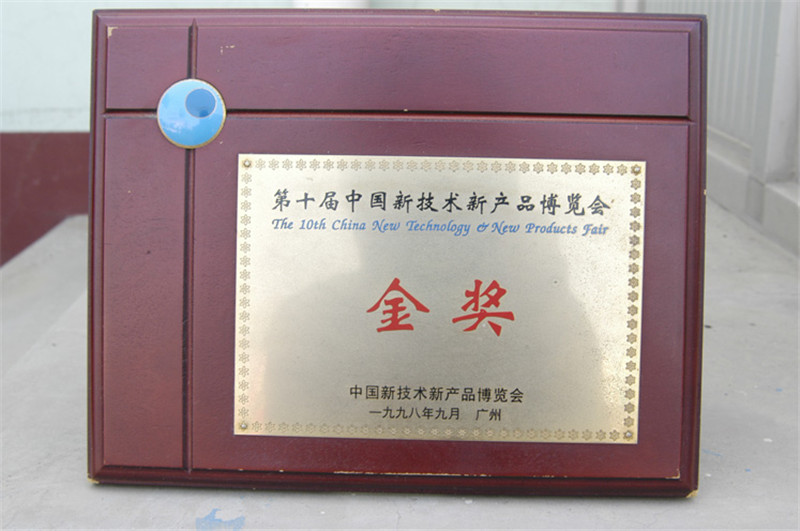 第十届中国新技术新产品博览会
The 10th China New Technology & New Products Fair
金奖
中国新技术新产品博览会
一九九八年九月 广州